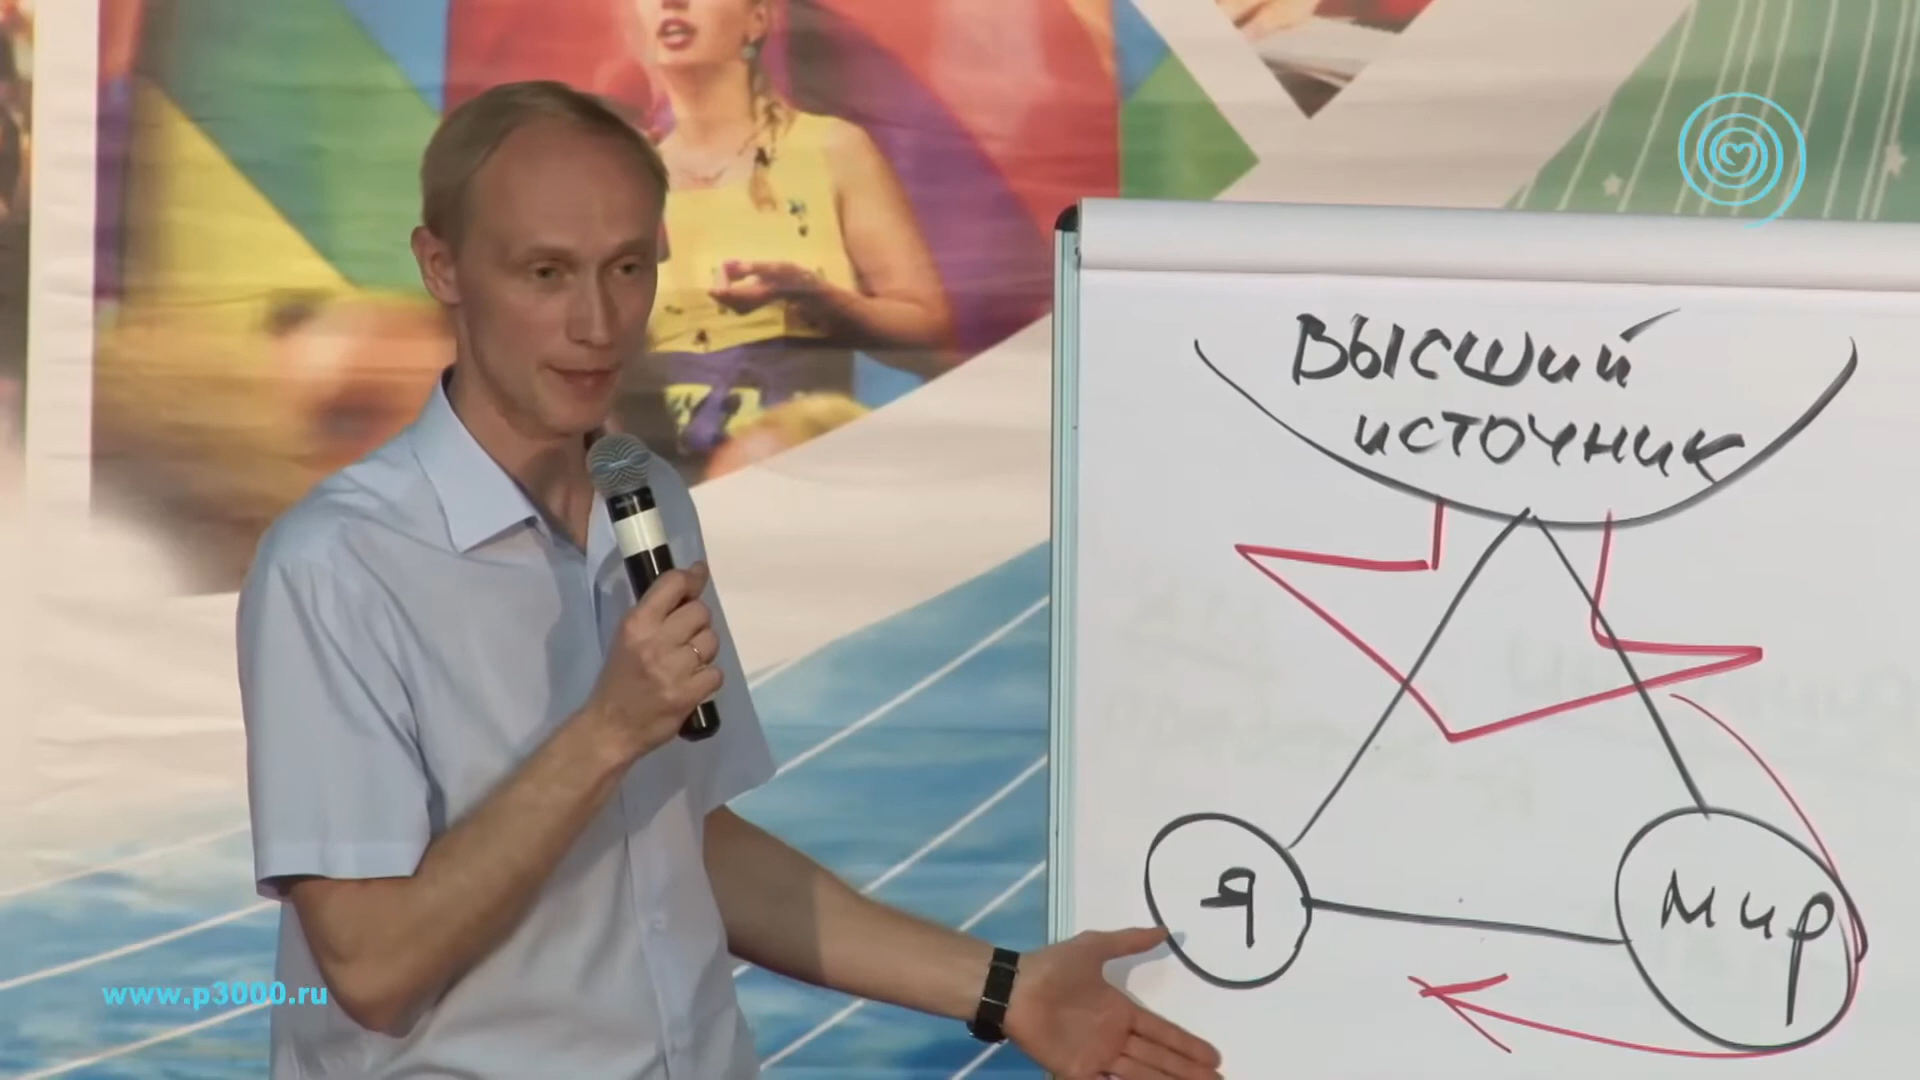 Высший
источник
Я
мир
www.p3000.ru